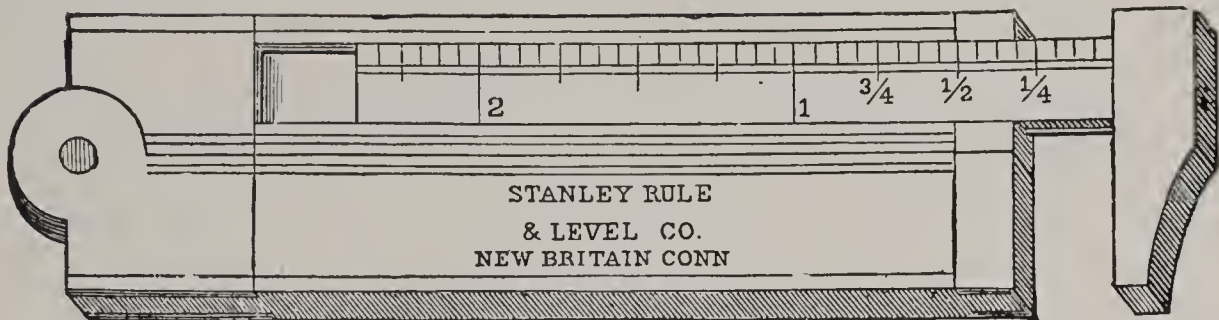 2 1 3/4 1/2 1/4
STANLEY RULE
& LEVEL CO.
NEW BRITAIN CONN